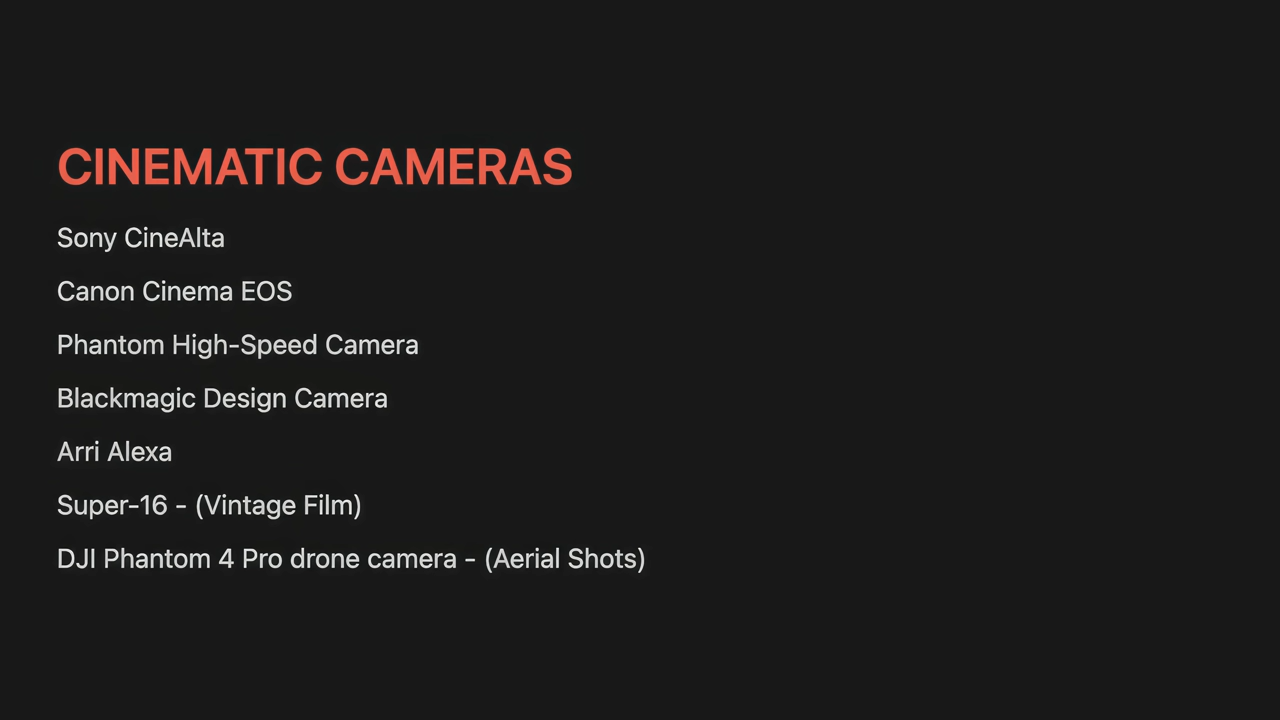 CINEMATIC CAMERAS
Sony CineAlta
Canon Cinema EOS
Phantom High-Speed Camera
Blackmagic Design Camera
Arri Alexa
Super-16 - (Vintage Film)
DJI Phantom 4 Pro drone camera - (Aerial Shots)